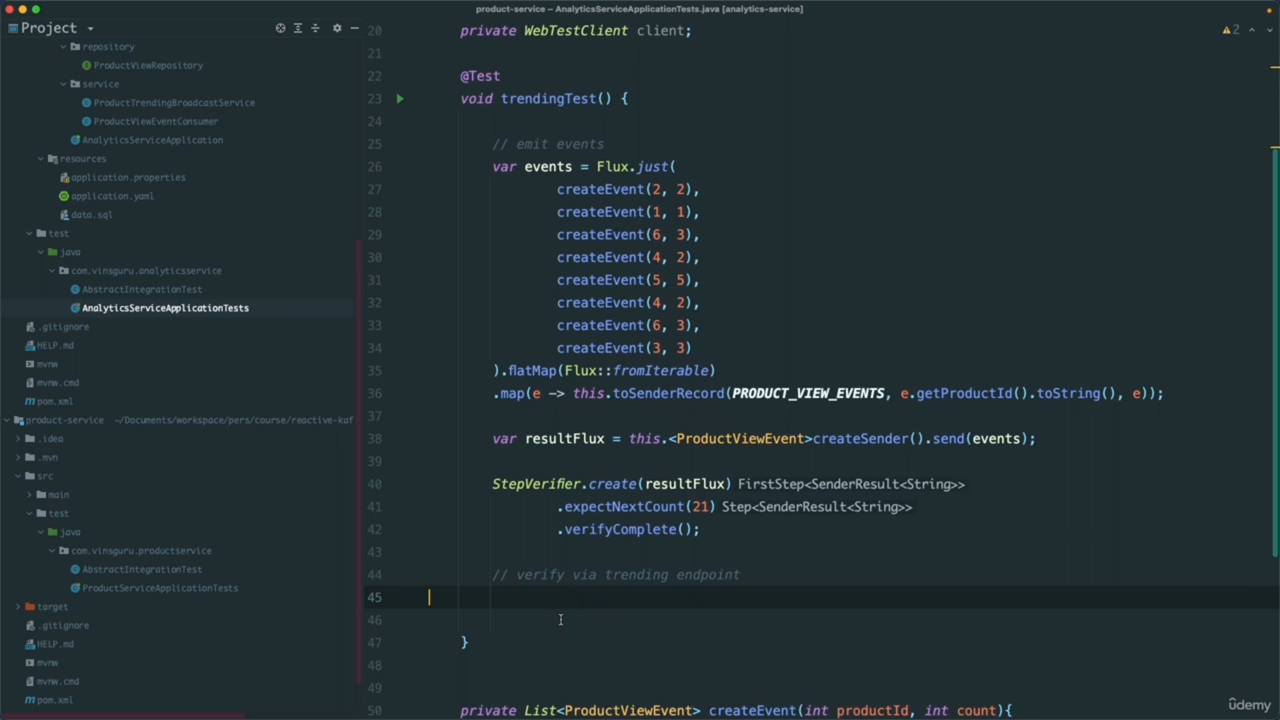 product-service – AnalyticsServiceApplicationTests.java [analytics-service]
Project
repository
ProductViewRepository
service
ProductTrendingBroadcastService
ProductViewEventConsumer
AnalyticsServiceApplication
resources
application.properties
application.yaml
data.sql
test
java
com.vinsguru.analyticsservice
AbstractIntegrationTest
AnalyticsServiceApplicationTests
.gitignore
HELP.md
mvnw
mvnw.cmd
pom.xml
product-service ~/Documents/workspace/pers/course/reactive-kaf
.idea
.mvn
src
main
test
java
com.vinsguru.productservice
AbstractIntegrationTest
ProductServiceApplicationTests
target
.gitignore
HELP.md
mvnw
mvnw.cmd
pom.xml
2
20 private WebTestClient client;
21
22 @Test
23 void trendingTest() {
24
25 // emit events
26 var events = Flux.just(
27 createEvent(2, 2),
28 createEvent(1, 1),
29 createEvent(6, 3),
30 createEvent(4, 2),
31 createEvent(5, 5),
32 createEvent(4, 2),
33 createEvent(6, 3),
34 createEvent(3, 3)
35 ).flatMap(Flux::fromIterable)
36 .map(e -> this.toSenderRecord(PRODUCT_VIEW_EVENTS, e.getProductId().toString(), e));
37
38 var resultFlux = this.<ProductViewEvent>createSender().send(events);
39
40 StepVerifier.create(resultFlux) FirstStep<SenderResult<String>>
41 .expectNextCount(21) Step<SenderResult<String>>
42 .verifyComplete();
43
44 // verify via trending endpoint
45
46
47 }
48
49
50 private List<ProductViewEvent> createEvent(int productId, int count){
ûdemy